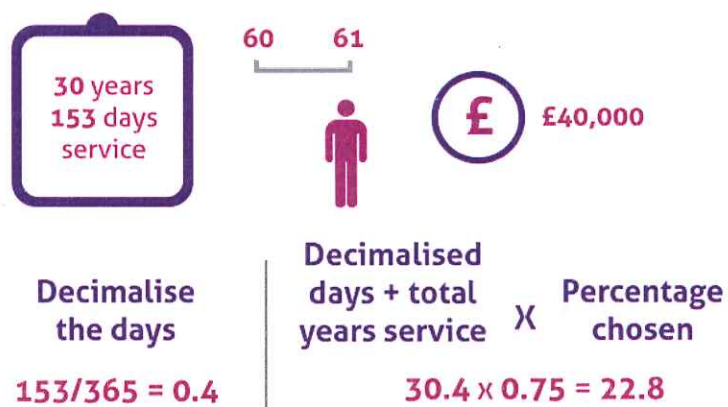 30 years
153 days
service
60 61
£
£40,000
Decimalise
the days
153/365 = 0.4
Decimalised
days + total
years service
x
Percentage
chosen
30.4 x 0.75 = 22.8